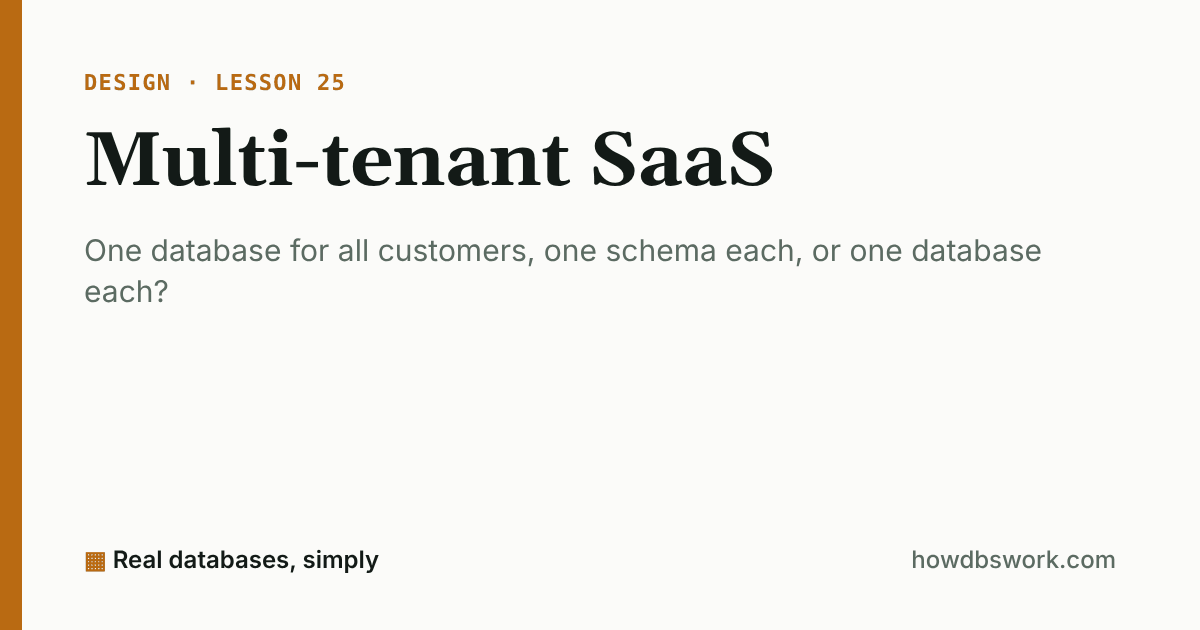 DESIGN · LESSON 25
Multi-tenant SaaS
One database for all customers, one schema each, or one database
each?
Real databases, simply
howdbswork.com